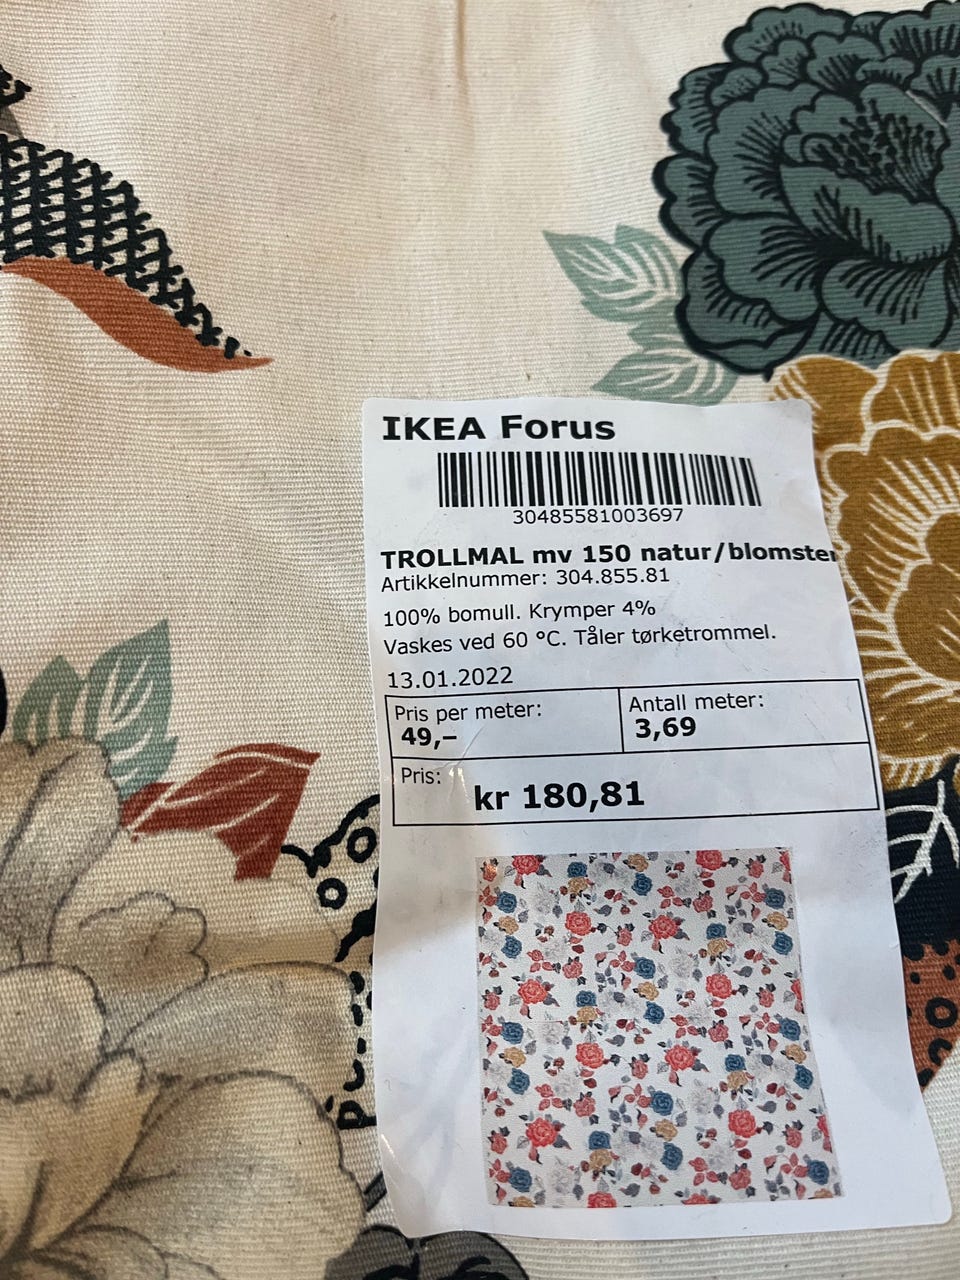 IKEA Forus
30485581003697
TROLLMAL mv 150 natur/blomster
Artikkelnummer: 304.855.81
100% bomull. Krymper 4%
Vaskes ved 60 °C. Tåler tørketrommel.
13.01.2022
Pris per meter:
49,–
Antall meter:
3,69
Pris:
kr 180,81